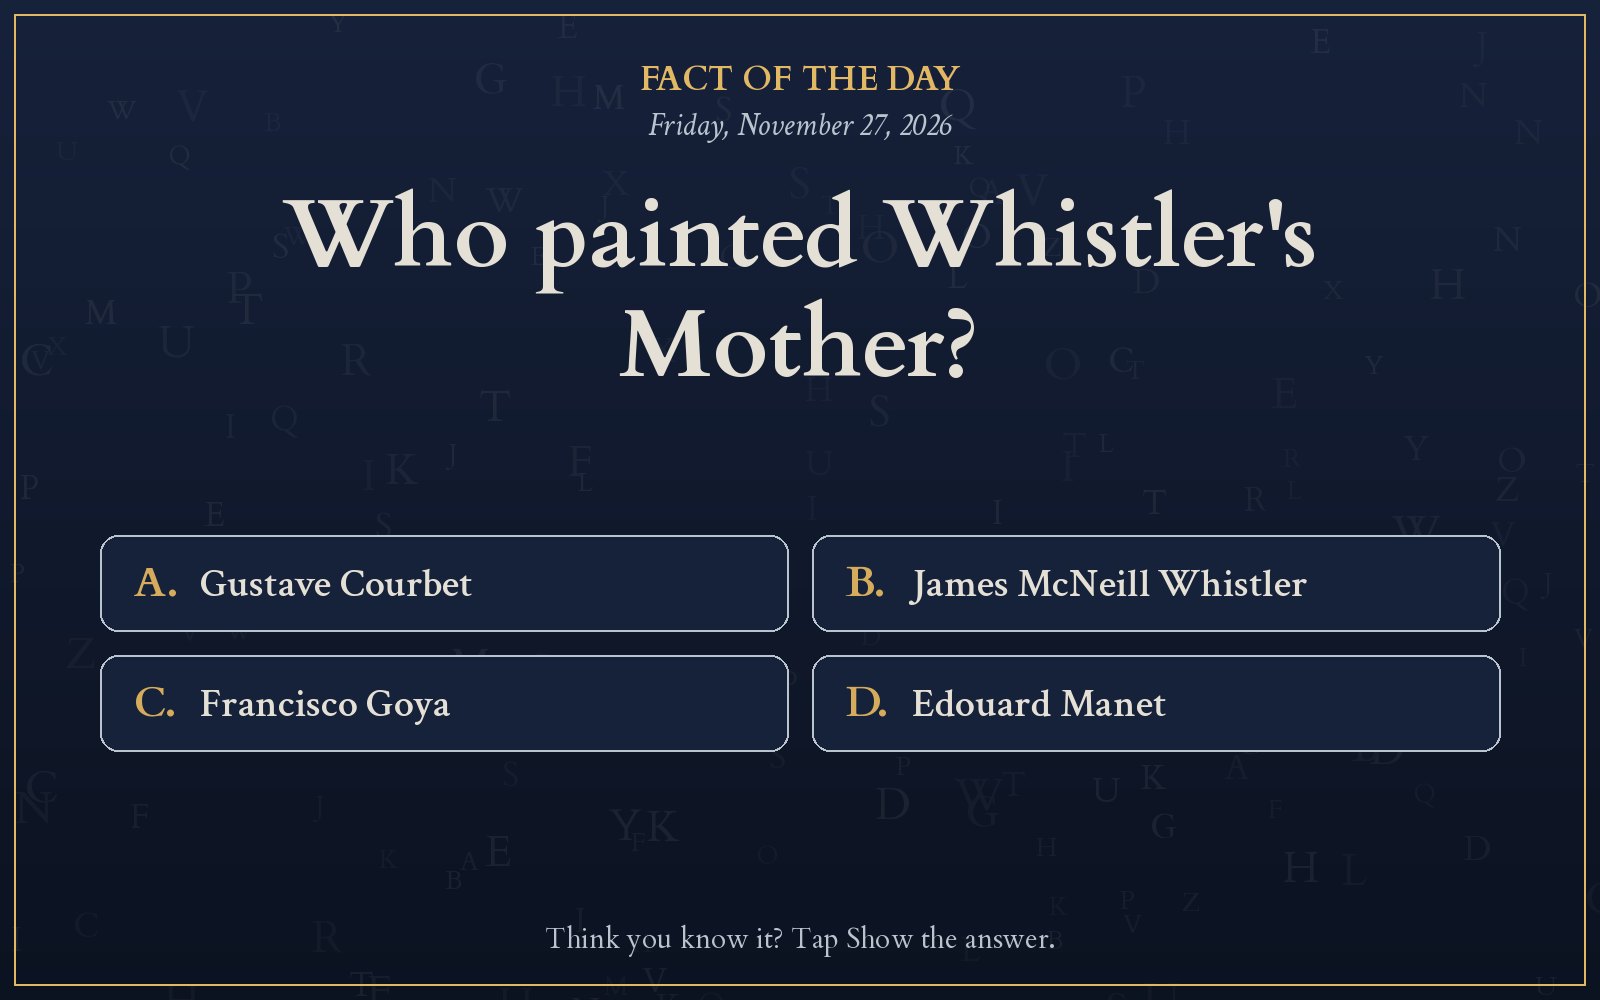 FACT OF THE DAY
Friday, November 27, 2026
Who painted Whistler's
Mother?
A. Gustave Courbet
B. James McNeill Whistler
C. Francisco Goya
D. Edouard Manet
Think you know it? Tap Show the answer.